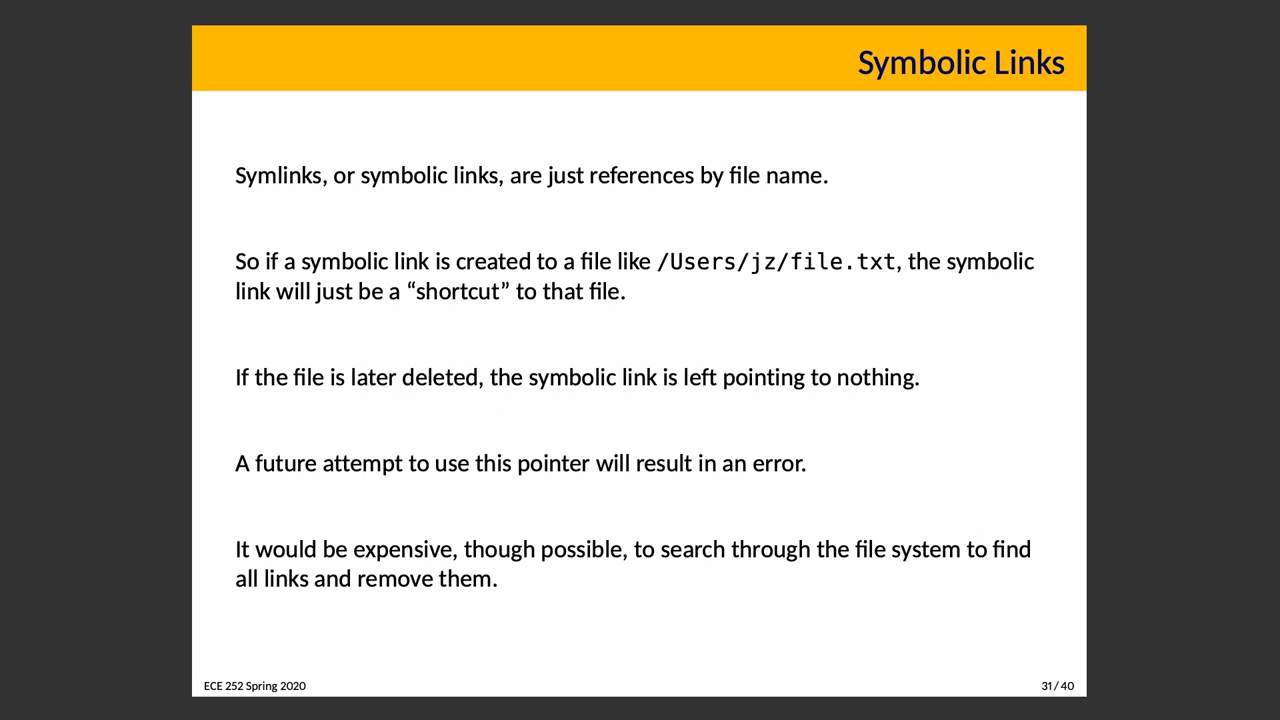 Symbolic Links
Symlinks, or symbolic links, are just references by file name.
So if a symbolic link is created to a file like /Users/jz/file.txt, the symbolic
link will just be a “shortcut” to that file.
If the file is later deleted, the symbolic link is left pointing to nothing.
A future attempt to use this pointer will result in an error.
It would be expensive, though possible, to search through the file system to find
all links and remove them.
ECE 252 Spring 2020
31 / 40